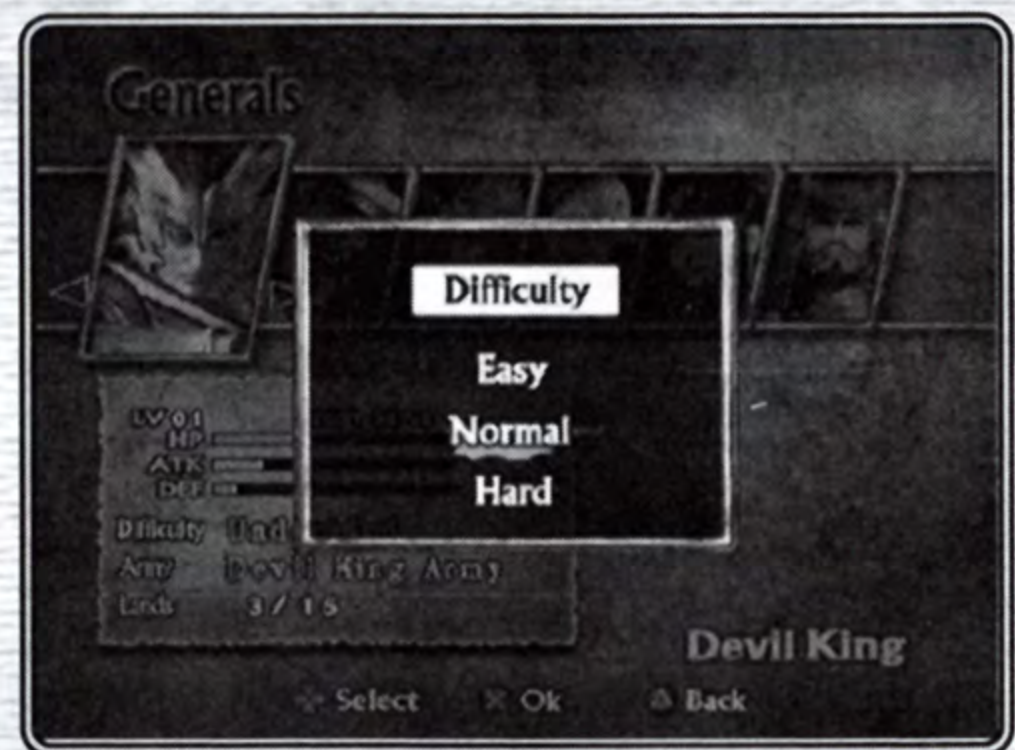 Generals
Difficulty
Easy
Normal
Hard
LV 01
HP
ATK
DEF
Difficulty
Army Devil King Army
Lands 3/15
Devil King
Select Ok Back